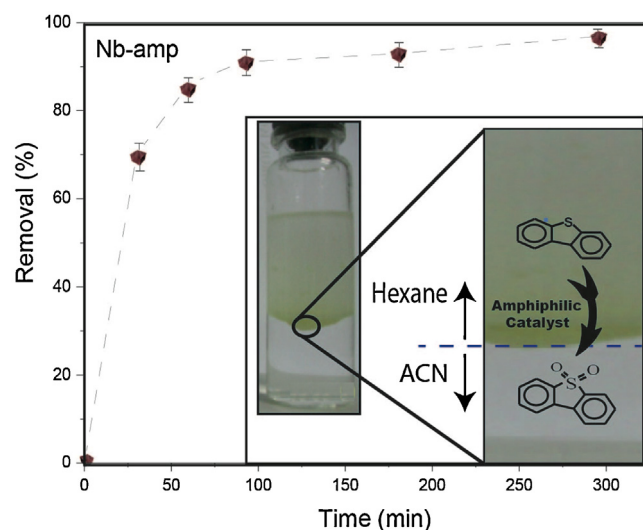 100
Nb-amp
80
60
40
20
0
Removal (%)
S
Hexane
Amphiphilic
Catalyst
ACN
O O
S
0 50 100 150 200 250 300
Time (min)